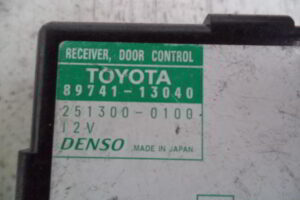 RECEIVER, DOOR CONTROL
TOYOTA
89741-13040
251300-0100
12V
DENSO MADE IN JAPAN